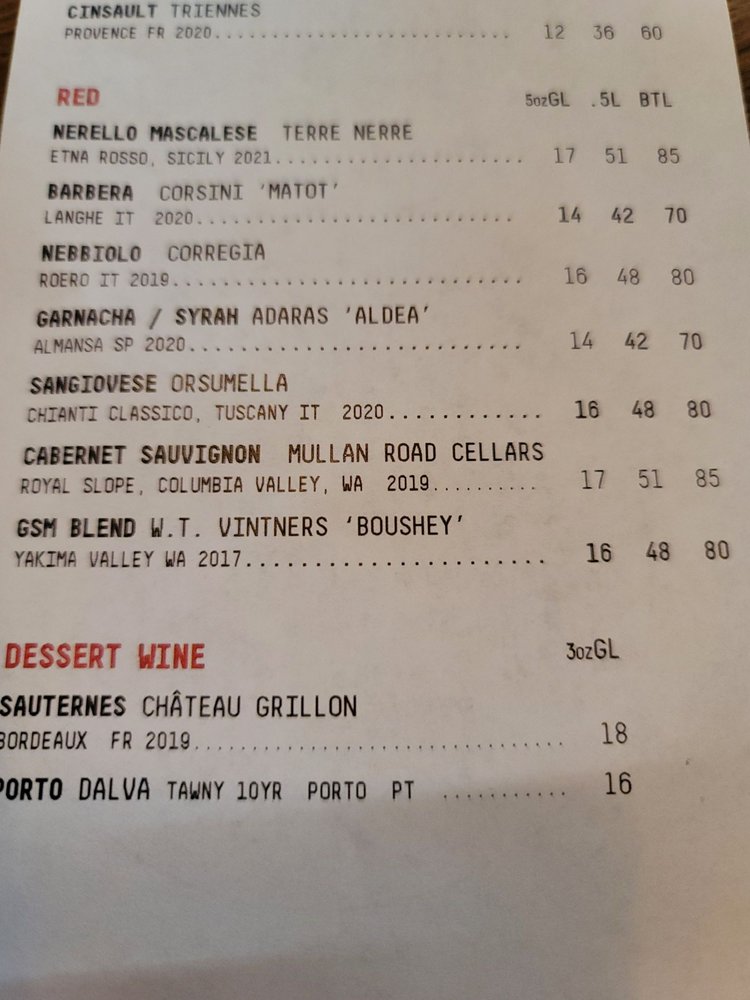 CINSAULT TRIENNES
PROVENCE FR 2020........................... 12 36 60
RED 5ozGL .5L BTL
NERELLO MASCALESE TERRE NERRE
ETNA ROSSO, SICILY 2021...................... 17 51 85
BARBERA CORSINI 'MATOT'
LANGHE IT 2020............................ 14 42 70
NEBBIOLO CORREGIA
ROERO IT 2019.............................. 16 48 80
GARNACHA / SYRAH ADARAS 'ALDEA'
ALMANSA SP 2020............................ 14 42 70
SANGIOVESE ORSUMELLA
CHIANTI CLASSICO, TUSCANY IT 2020............. 16 48 80
CABERNET SAUVIGNON MULLAN ROAD CELLARS
ROYAL SLOPE, COLUMBIA VALLEY, WA 2019.......... 17 51 85
GSM BLEND W.T. VINTNERS 'BOUSHEY'
YAKIMA VALLEY WA 2017........................ 16 48 80
DESSERT WINE 3ozGL
SAUTERNES CHÂTEAU GRILLON
BORDEAUX FR 2019.............................. 18
PORTO DALVA TAWNY 10YR PORTO PT .......... 16